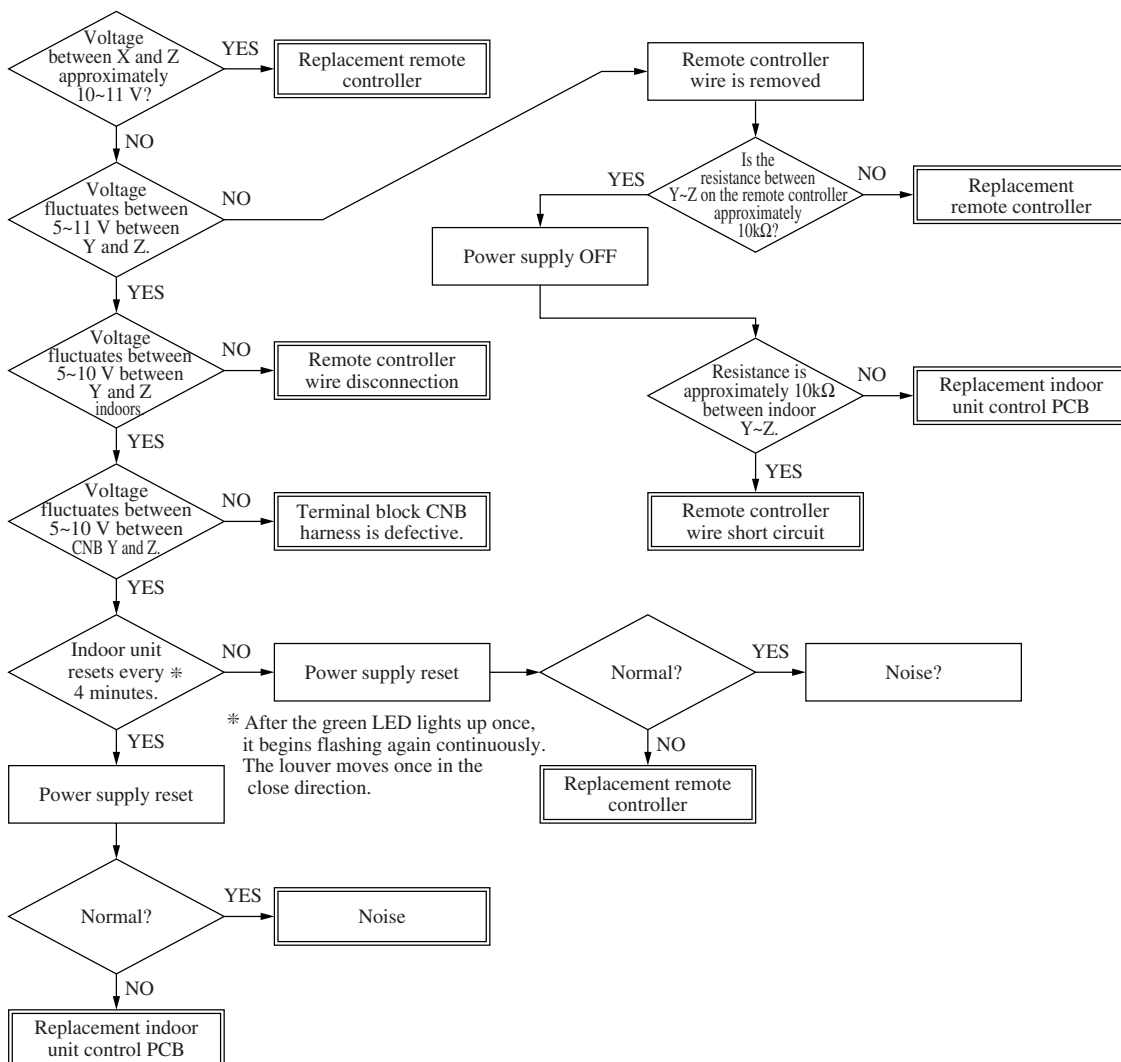 Voltage
between X and Z
approximately
10~11 V?
YES
Replacement remote
controller
NO
Voltage
fluctuates between
5~11 V between
Y and Z.
NO
Remote controller
wire is removed
Is the
resistance between
Y~Z on the remote controller
approximately
10kΩ?
YES
NO
Replacement
remote controller
Power supply OFF
Resistance is
approximately 10kΩ
between indoor
Y~Z.
NO
Replacement indoor
unit control PCB
YES
Remote controller
wire short circuit
YES
Voltage
fluctuates between
5~10 V between
Y and Z
indoors.
NO
Remote controller
wire disconnection
YES
Voltage
fluctuates between
5~10 V between
CNB Y and Z.
NO
Terminal block CNB
harness is defective.
YES
Indoor unit
resets every ＊
4 minutes.
NO
Power supply reset
Normal?
YES
Noise?
NO
Replacement remote
controller
＊ After the green LED lights up once,
it begins flashing again continuously.
The louver moves once in the
close direction.
YES
Power supply reset
Normal?
YES
Noise
NO
Replacement indoor
unit control PCB